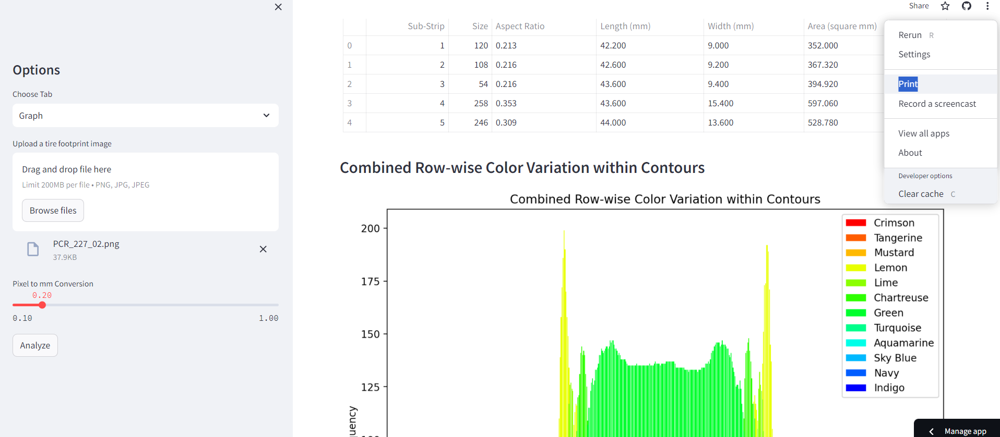 Share
Options
Choose Tab
Graph
Upload a tire footprint image
Drag and drop file here
Limit 200MB per file • PNG, JPG, JPEG
Browse files
PCR_227_02.png
37.9KB
Pixel to mm Conversion
0.20
0.10 1.00
Analyze
Sub-Strip Size Aspect Ratio Length (mm) Width (mm) Area (square mm)
0 1 120 0.213 42.200 9.000 352.000
1 2 108 0.216 42.600 9.200 367.320
2 3 54 0.216 43.600 9.400 394.920
3 4 258 0.353 43.600 15.400 597.060
4 5 246 0.309 44.000 13.600 528.780
Rerun R
Settings
Print
Record a screencast
View all apps
About
Developer options
Clear cache C
Combined Row-wise Color Variation within Contours
Combined Row-wise Color Variation within Contours
200
175
150
125
Crimson
Tangerine
Mustard
Lemon
Lime
Chartreuse
Green
Turquoise
Aquamarine
Sky Blue
Navy
Indigo
Manage app